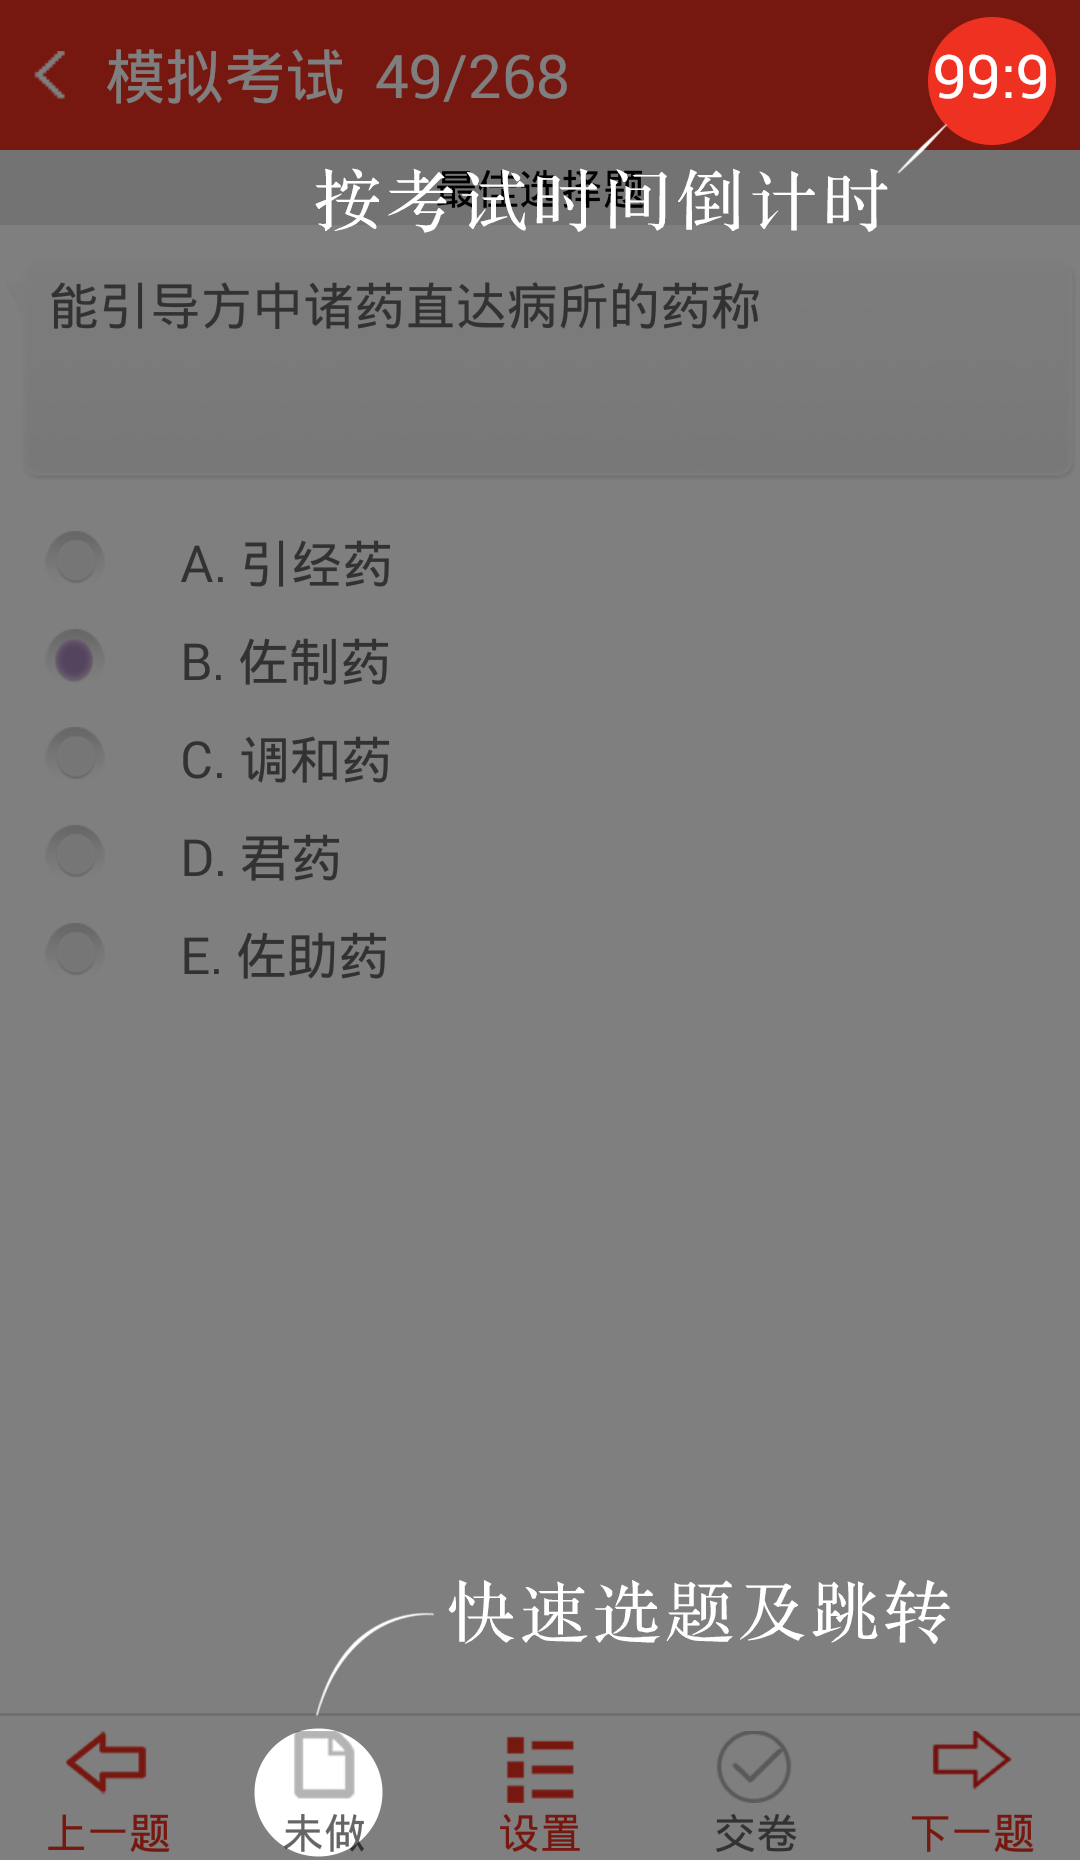 模拟考试 49/268
99:9
最佳选择题
按考试时间倒计时
能引导方中诸药直达病所的药称
A. 引经药
B. 佐制药
C. 调和药
D. 君药
E. 佐助药
快速选题及跳转
上一题 未做 设置 交卷 下一题